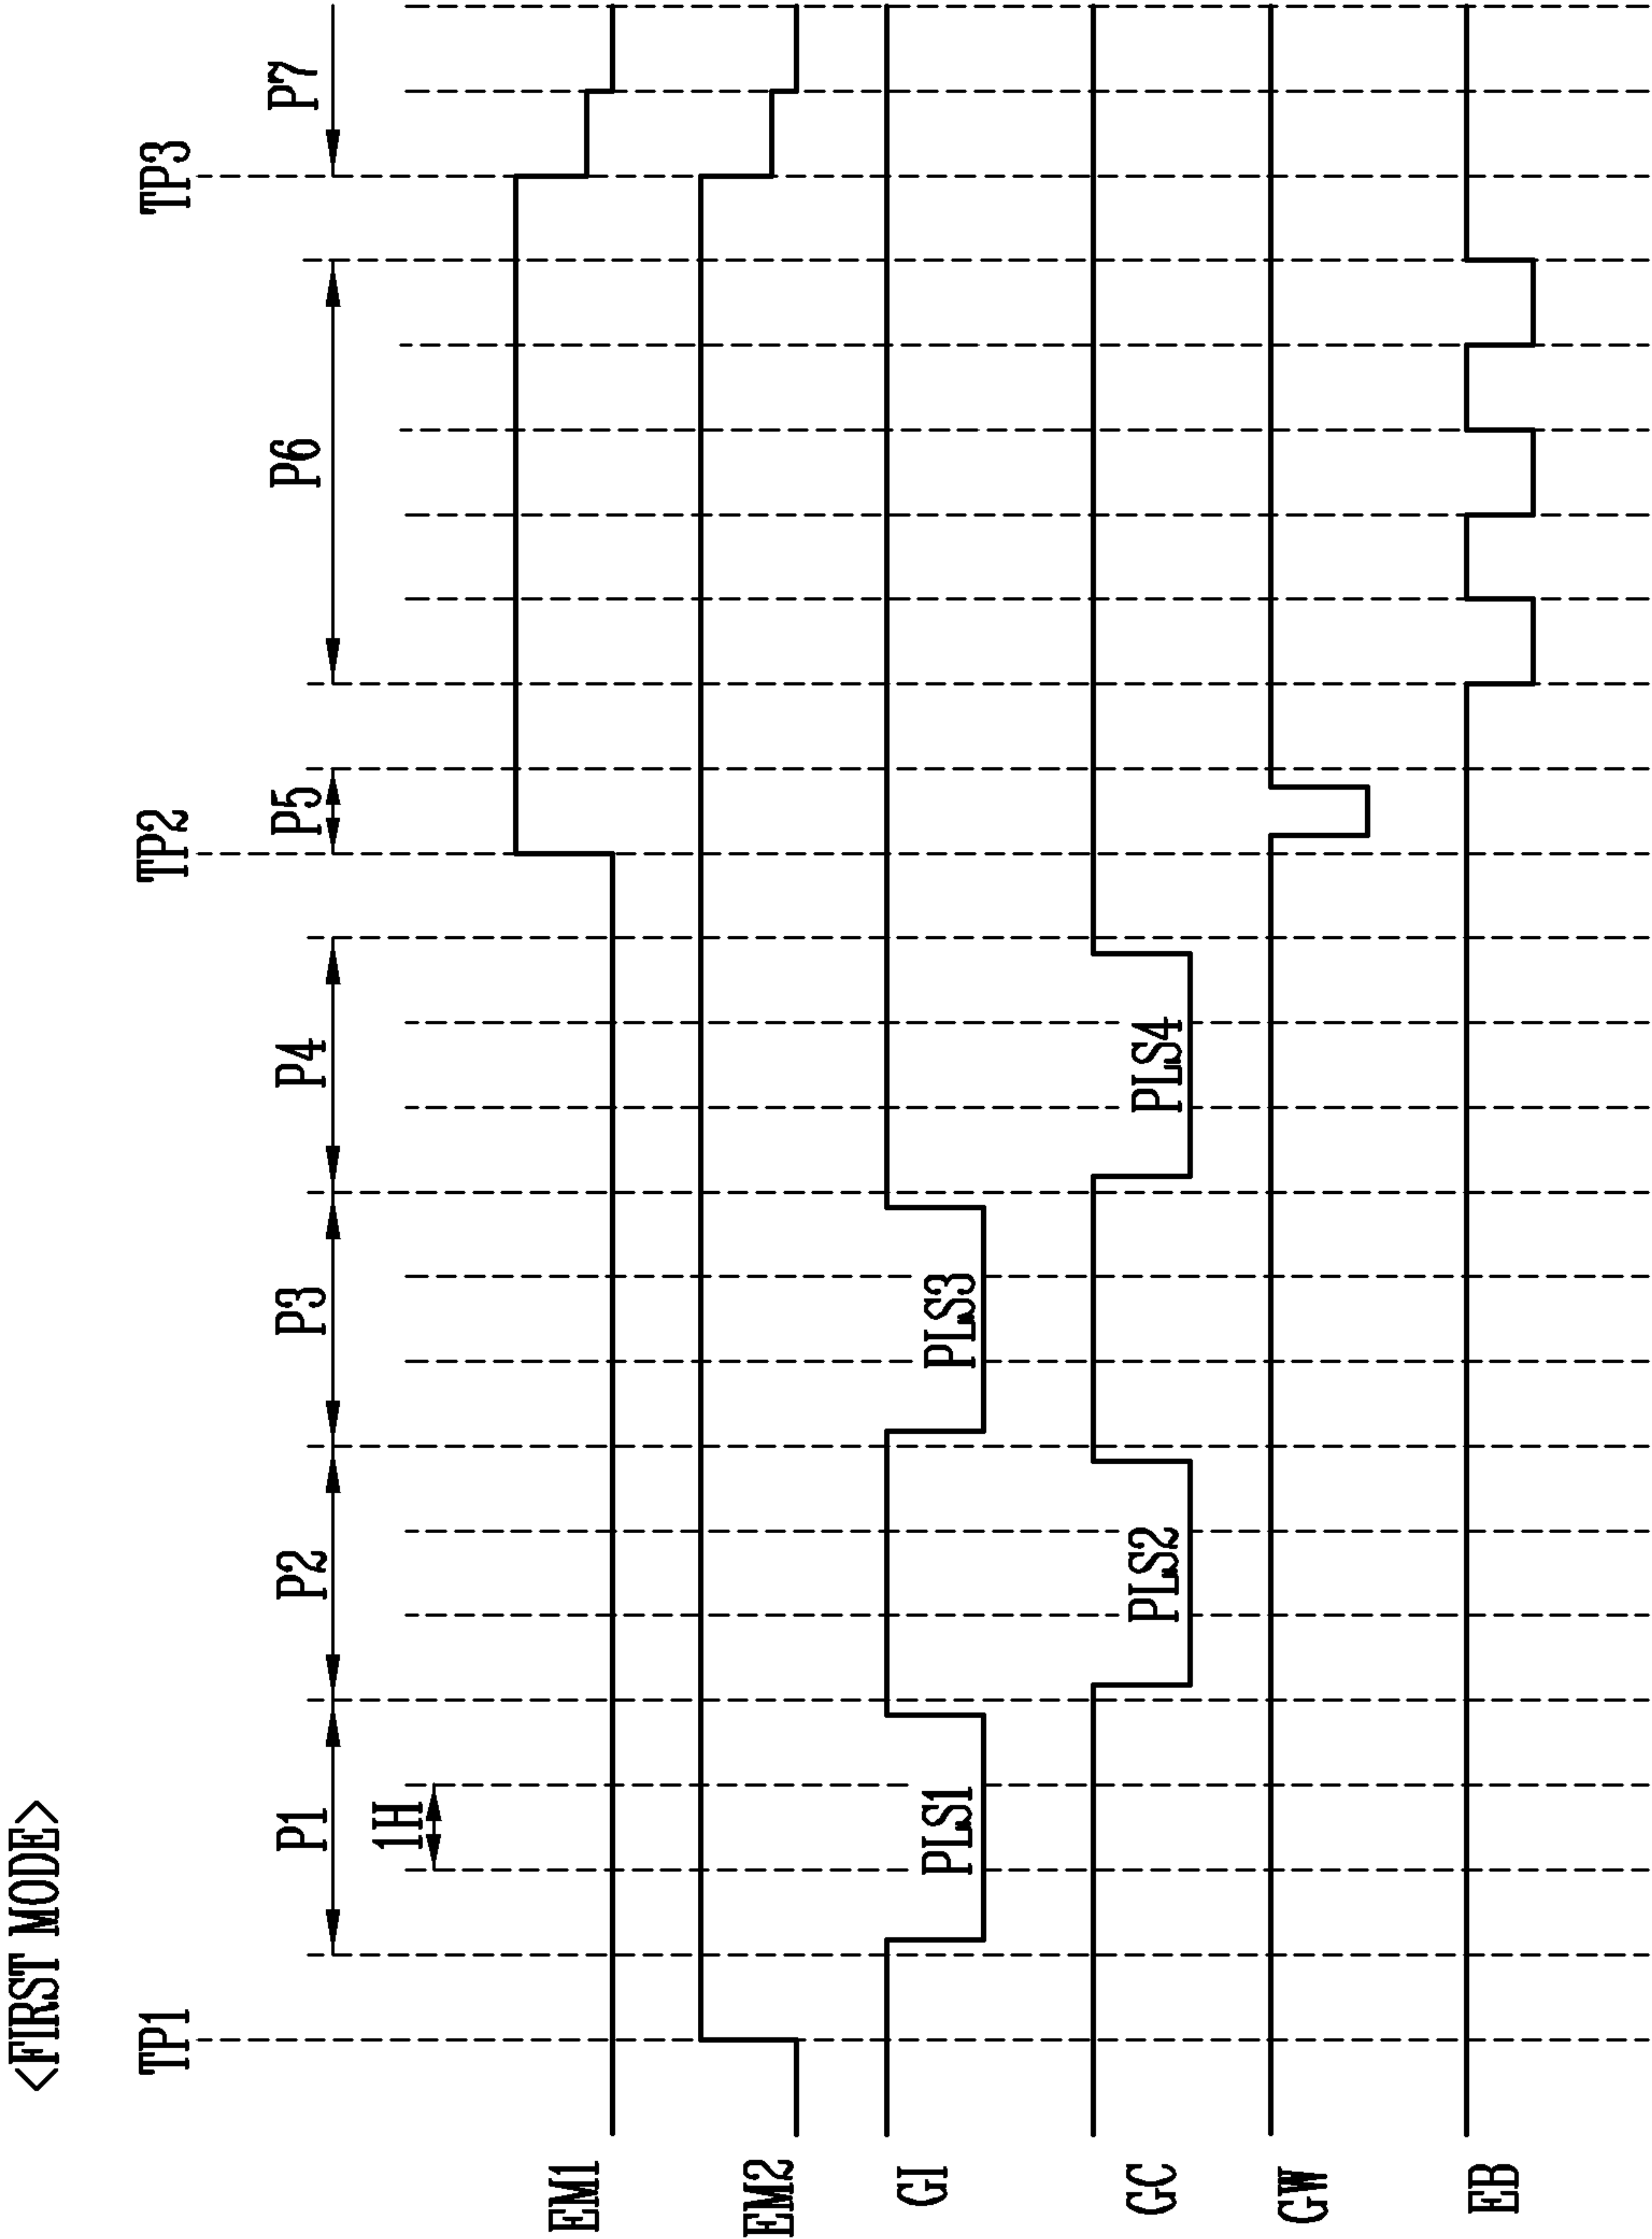 <FIRST MODE>
TP1 TP2 TP3
P1 P2 P3 P4 P5 P6 P7
1H
EM1
EM2
GI PLS1 PLS3
GC PLS2 PLS4
GW
EB